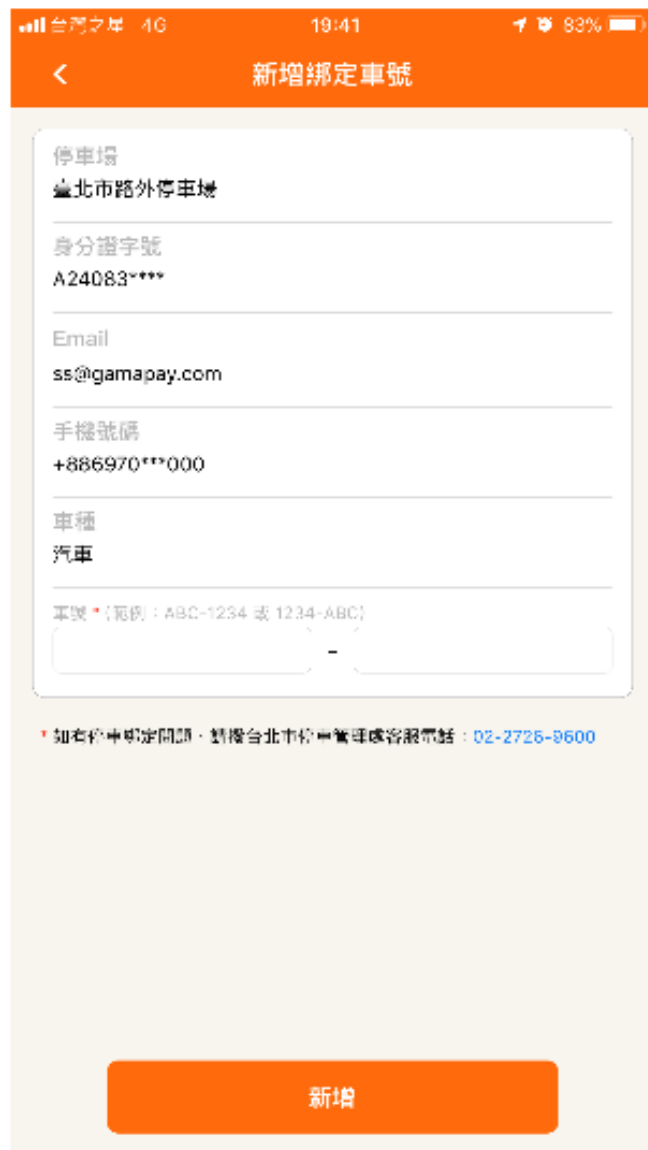 台灣之星 4G 19:41 83%
新增綁定車號
停車場
臺北市路外停車場
身分證字號
A24083****
Email
ss@gamapay.com
手機號碼
+886970***000
車種
汽車
車號 * (範例：ABC-1234 或 1234-ABC)
-
* 如有停車綁定問題，請撥台北市停車管理處客服電話：02-2726-9600
新增